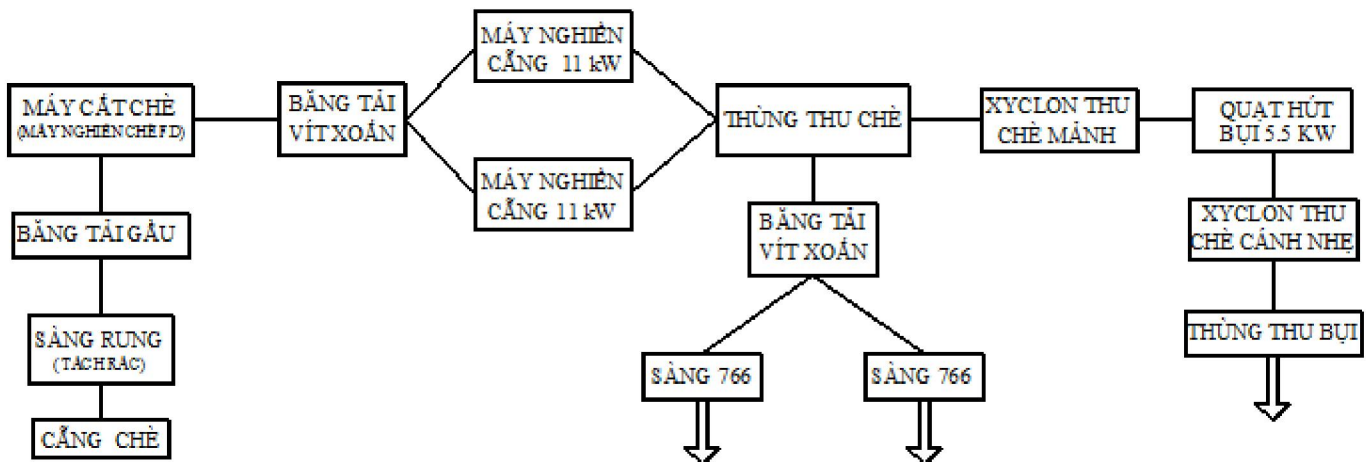 MÁY CẮT CHÈ
(MÁY NGHIỀN CHÈ F.D)
BĂNG TẢI
VÍT XOẮN
MÁY NGHIỀN
CẪNG 11 kW
MÁY NGHIỀN
CẪNG 11 kW
THÙNG THU CHÈ
XYCLON THU
CHÈ MẢNH
QUẠT HÚT
BỤI 5.5 KW
BĂNG TẢI GẦU
BĂNG TẢI
VÍT XOẮN
XYCLON THU
CHÈ CÁNH NHẸ
SÀNG RUNG
(TÁCH RÁC)
SÀNG 766
SÀNG 766
THÙNG THU BỤI
CẪNG CHÈ